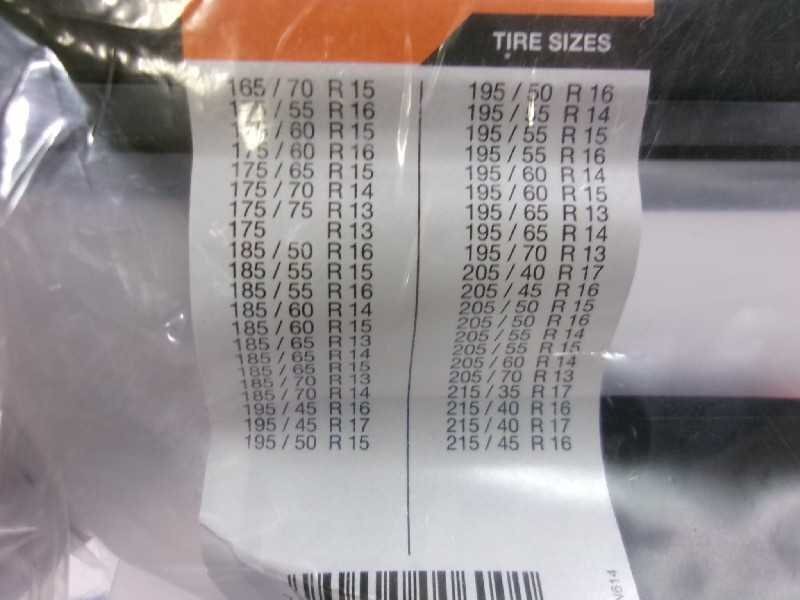 TIRE SIZES
165 / 70 R 15
/ 55 R 16
/ 60 R 15
175 / 60 R 16
175 / 65 R 15
175 / 70 R 14
175 / 75 R 13
175 R 13
185 / 50 R 16
185 / 55 R 15
185 / 55 R 16
185 / 60 R 14
185 / 60 R 15
185 / 65 R 13
185 / 65 R 14
185 / 65 R 15
185 / 70 R 13
185 / 70 R 14
195 / 45 R 16
195 / 45 R 17
195 / 50 R 15
195 / 50 R 16
195 / R 14
195 / 55 R 15
195 / 55 R 16
195 / 60 R 14
195 / 60 R 15
195 / 65 R 13
195 / 65 R 14
195 / 70 R 13
205 / 40 R 17
205 / 45 R 16
205 / 50 R 15
205 / 50 R 16
205 / 55 R 14
205 / 55 R 15
205 / 60 R 14
205 / 70 R 13
215 / 35 R 17
215 / 40 R 16
215 / 40 R 17
215 / 45 R 16